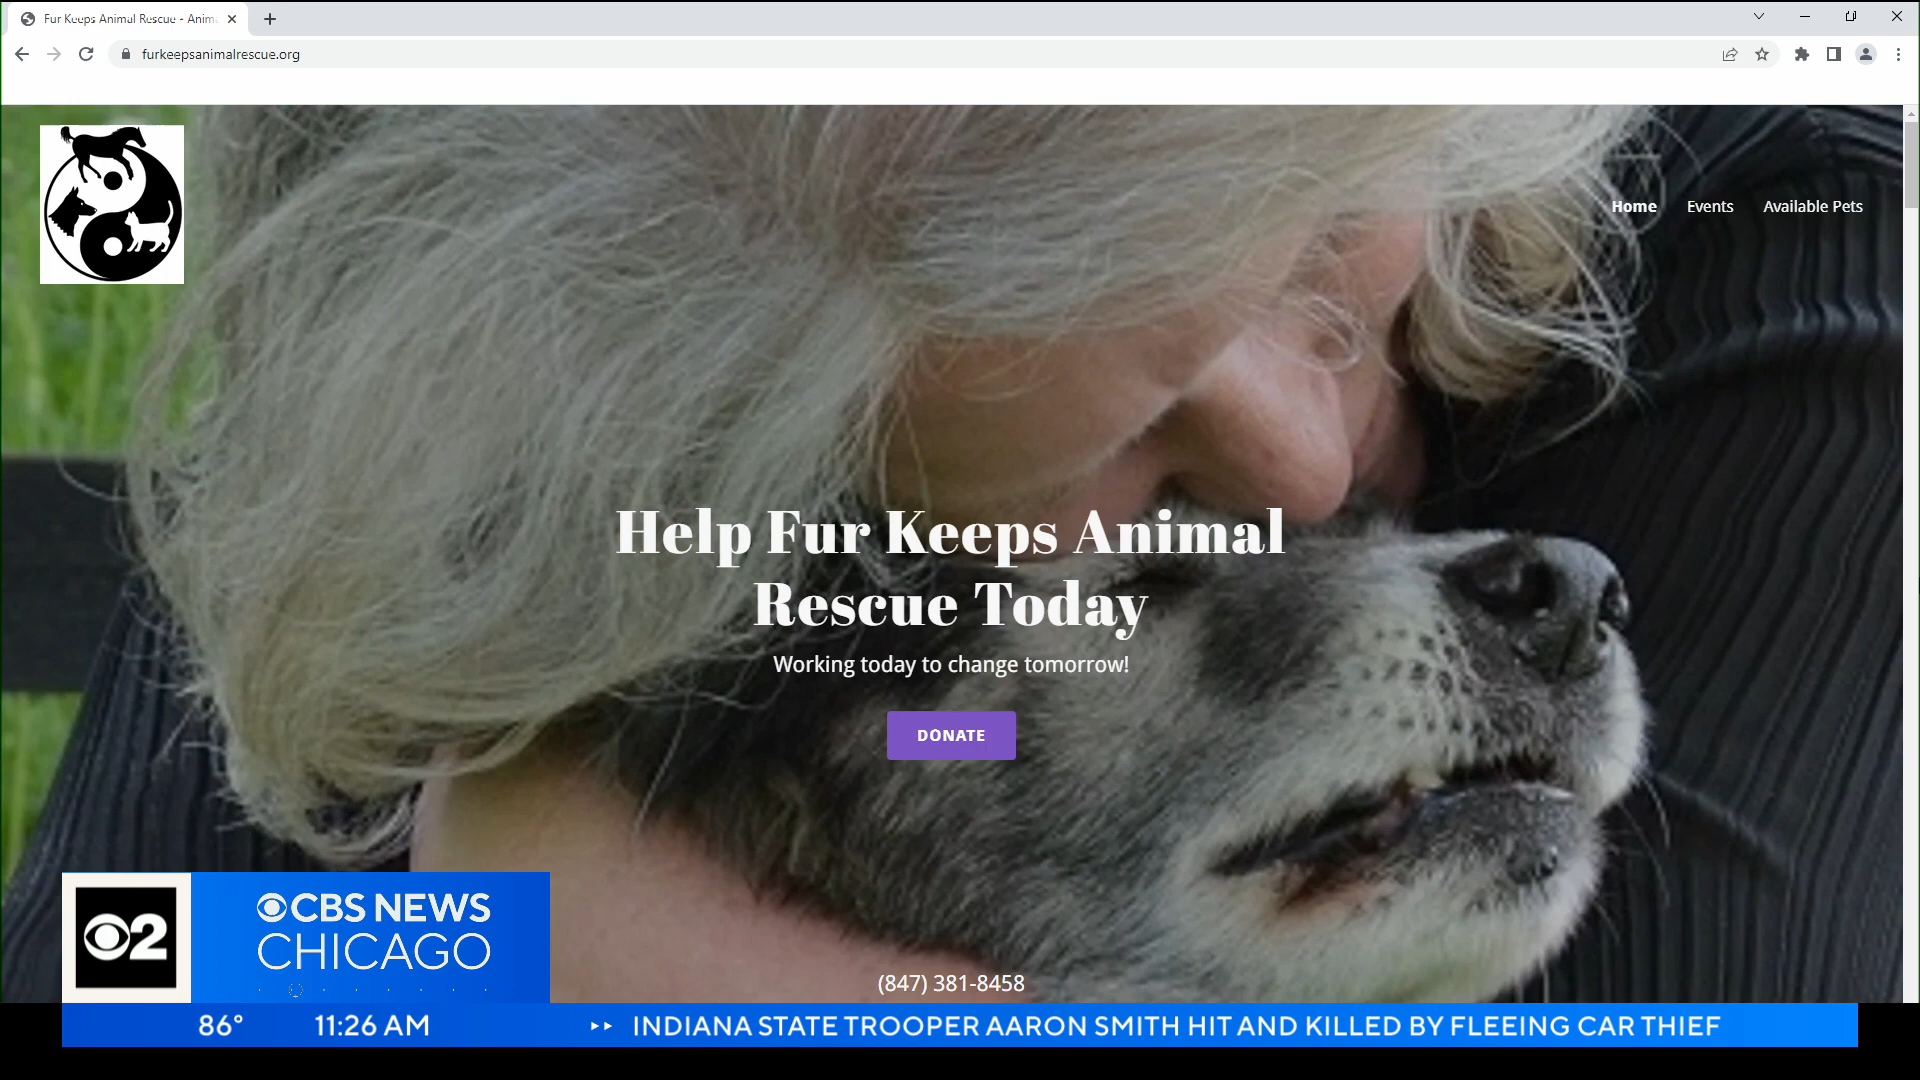 Fur Keeps Animal Rescue - Anim
furkeepsanimalrescue.org
Home Events Available Pets
Help Fur Keeps Animal
Rescue Today
Working today to change tomorrow!
DONATE
(847) 381-8458
2
CBS NEWS
CHICAGO
86° 11:26 AM INDIANA STATE TROOPER AARON SMITH HIT AND KILLED BY FLEEING CAR THIEF